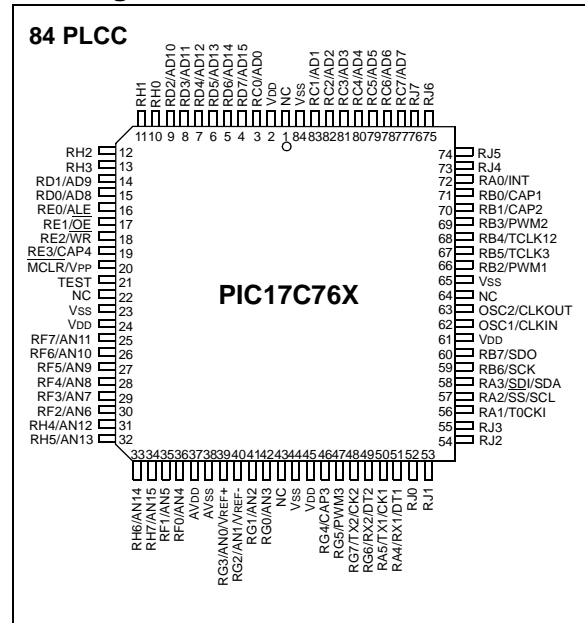 84 PLCC
RH1
RH0
RD2/AD10
RD3/AD11
RD4/AD12
RD5/AD13
RD6/AD14
RD7/AD15
RC0/AD0
VDD
NC
VSS
RC1/AD1
RC2/AD2
RC3/AD3
RC4/AD4
RC5/AD5
RC6/AD6
RC7/AD7
RJ7
RJ6
11 10 9 8 7 6 5 4 3 2 1 84 83 82 81 80 79 78 77 76 75
RH2 12
RH3 13
RD1/AD9 14
RD0/AD8 15
RE0/ALE 16
RE1/OE 17
RE2/WR 18
RE3/CAP4 19
MCLR/VPP 20
TEST 21
NC 22
VSS 23
VDD 24
RF7/AN11 25
RF6/AN10 26
RF5/AN9 27
RF4/AN8 28
RF3/AN7 29
RF2/AN6 30
RH4/AN12 31
RH5/AN13 32
PIC17C76X
74 RJ5
73 RJ4
72 RA0/INT
71 RB0/CAP1
70 RB1/CAP2
69 RB3/PWM2
68 RB4/TCLK12
67 RB5/TCLK3
66 RB2/PWM1
65 VSS
64 NC
63 OSC2/CLKOUT
62 OSC1/CLKIN
61 VDD
60 RB7/SDO
59 RB6/SCK
58 RA3/SDI/SDA
57 RA2/SS/SCL
56 RA1/T0CKI
55 RJ3
54 RJ2
33 34 35 36 37 38 39 40 41 42 43 44 45 46 47 48 49 50 51 52 53
RH6/AN14
RH7/AN15
RF1/AN5
RF0/AN4
AVDD
AVSS
RG3/AN0/VREF+
RG2/AN1/VREF-
RG1/AN2
RG0/AN3
NC
VSS
VDD
RG4/CAP3
RG5/PWM3
RG7/TX2/CK2
RG6/RX2/DT2
RA5/TX1/CK1
RA4/RX1/DT1
RJ0
RJ1